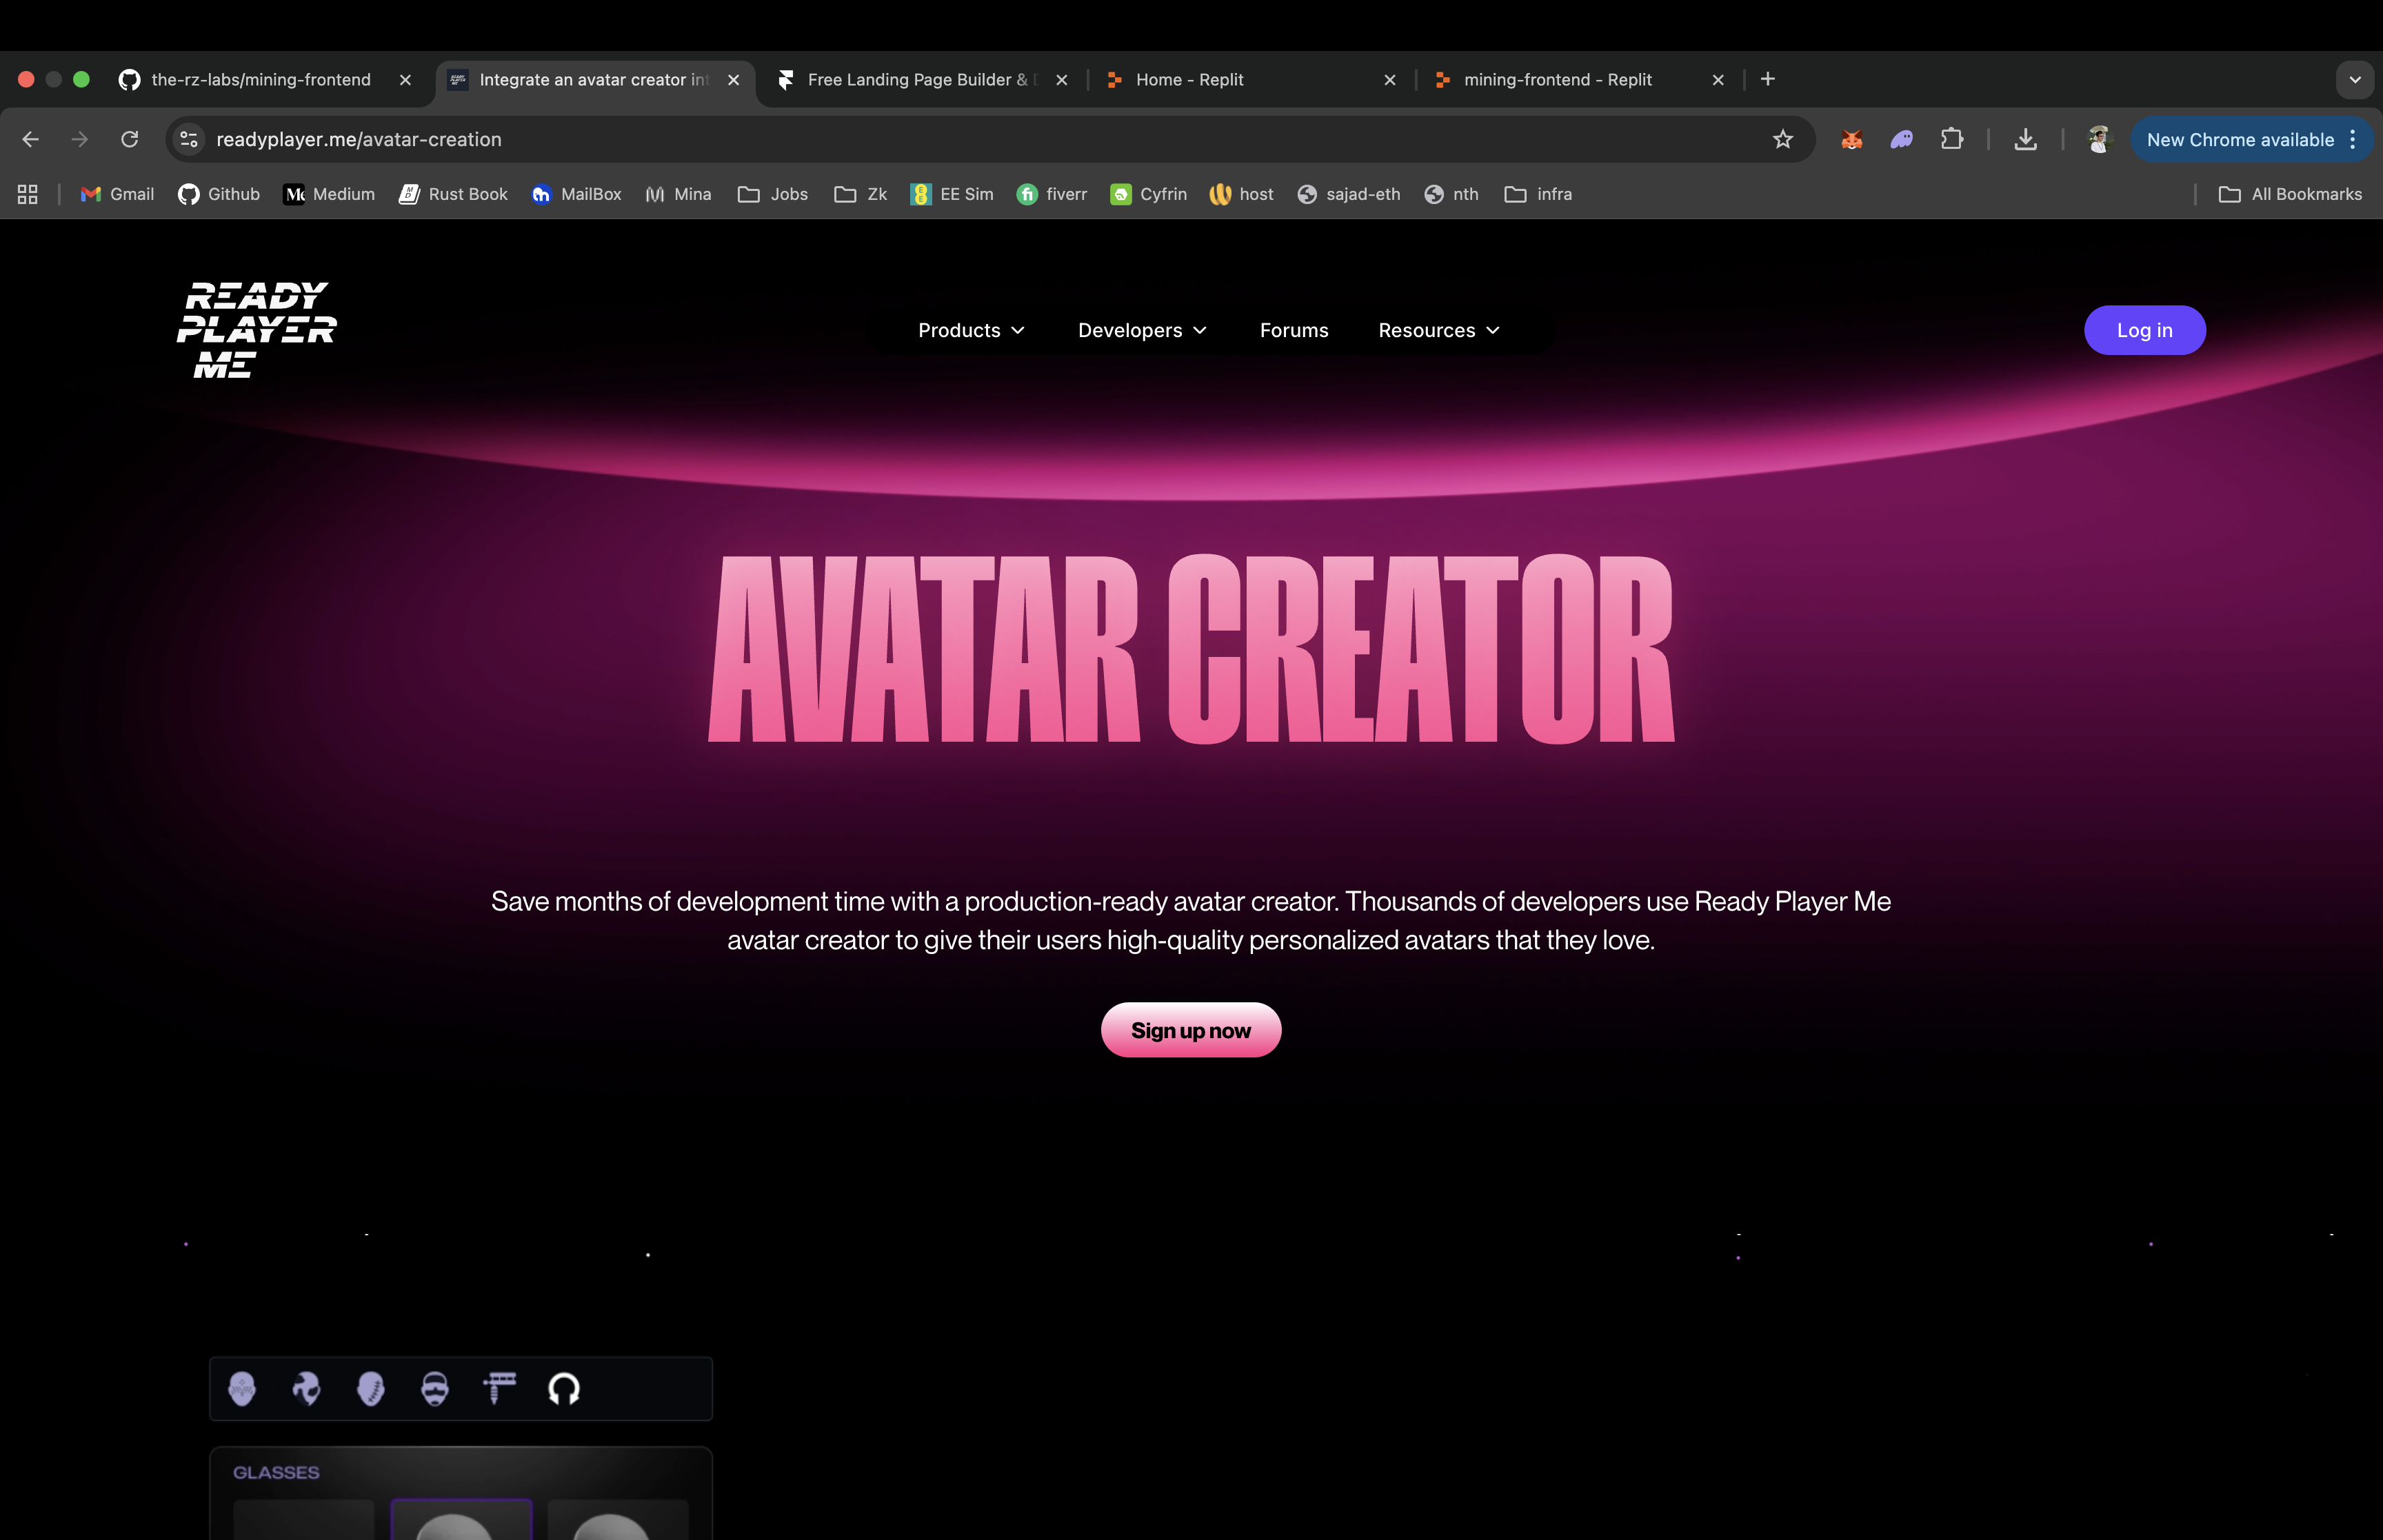 the-rz-labs/mining-frontend
Integrate an avatar creator int
Free Landing Page Builder &
Home - Replit
mining-frontend - Replit
readyplayer.me/avatar-creation
New Chrome available
Gmail
Github
Medium
Rust Book
MailBox
Mina
Jobs
Zk
EE Sim
fiverr
Cyfrin
host
sajad-eth
nth
infra
All Bookmarks
READY
PLAYER
ME
Products
Developers
Forums
Resources
Log in
AVATAR CREATOR
Save months of development time with a production-ready avatar creator. Thousands of developers use Ready Player Me
avatar creator to give their users high-quality personalized avatars that they love.
Sign up now
GLASSES